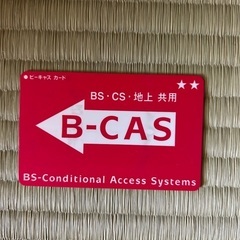 ●ビーキャス カード
★★
BS・CS・地上 共用
B-CAS
BS-Conditional Access Systems